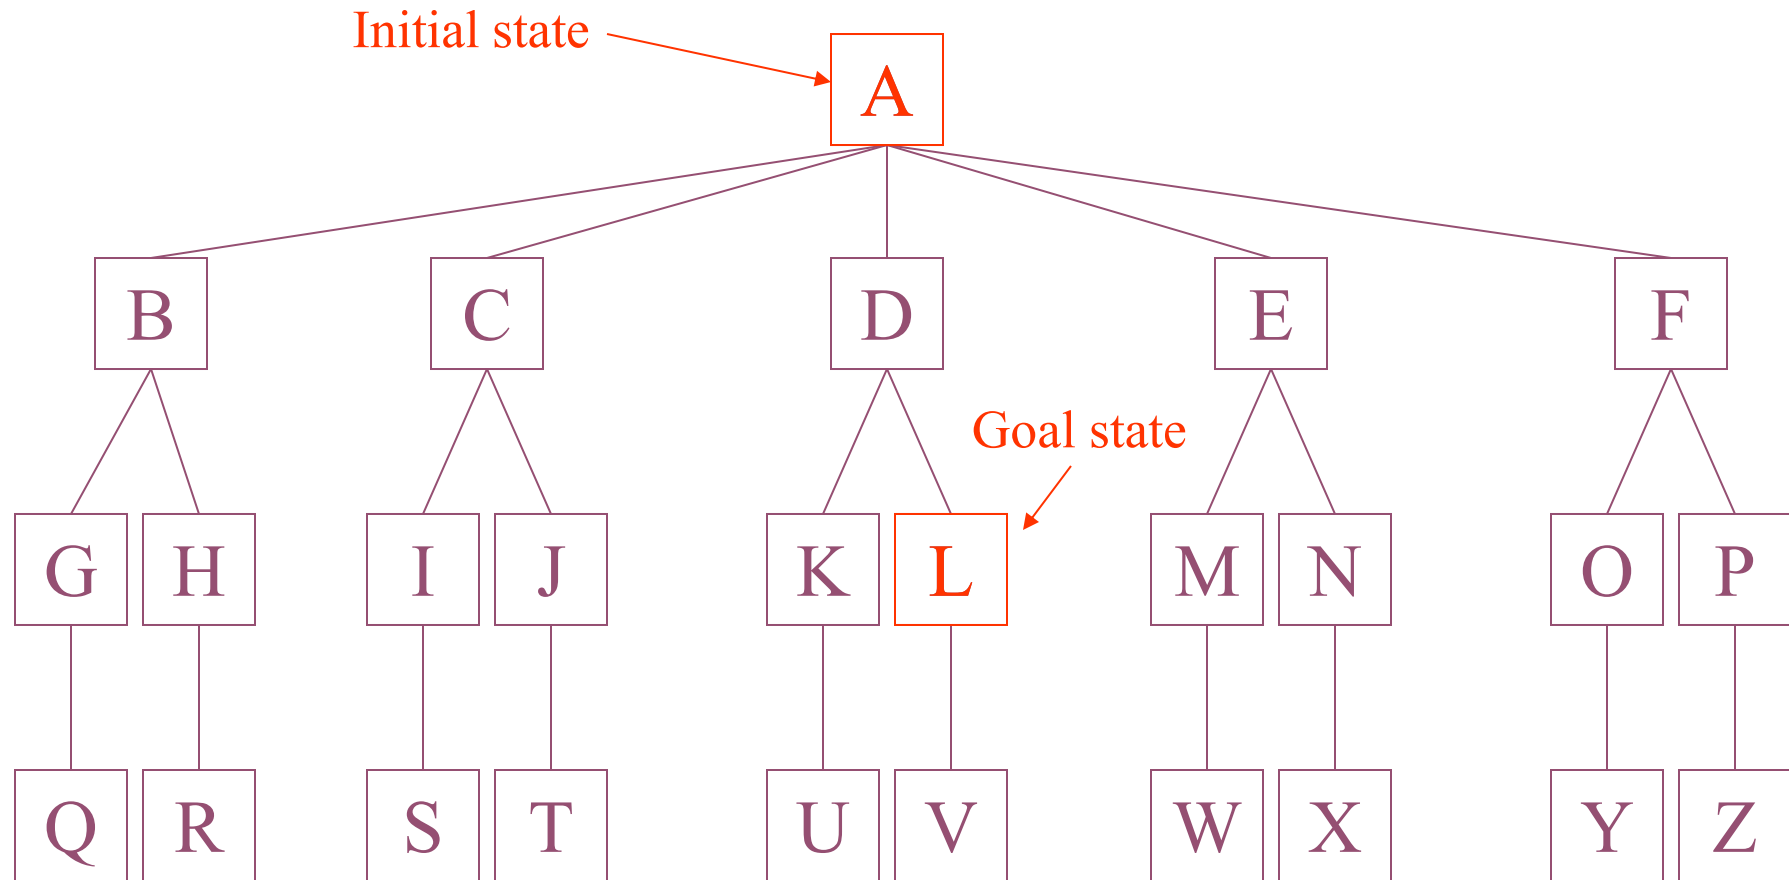 Initial state
A
B C D E F
Goal state
G H I J K L M N O P
Q R S T U V W X Y Z